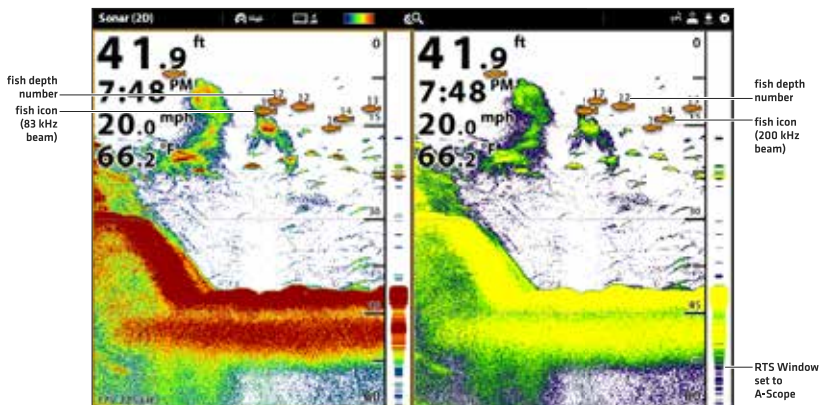 Sonar (2D)
High
41.9 ft
7:48 PM
20.0 mph
66.2 °F
0
12
12
14
13
15
30
45
60
41.9 ft
7:48 PM
20.0 mph
66.2 °F
0
12
12
14
15
30
45
60
fish depth
number
fish icon
(83 kHz
beam)
fish depth
number
fish icon
(200 kHz
beam)
RTS Window
set to
A-Scope